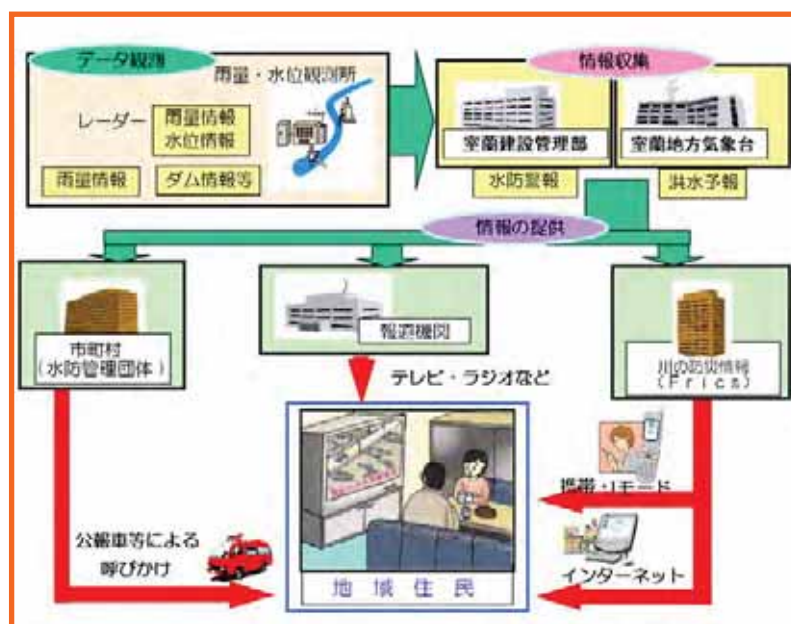 データ観測
雨量・水位観測所
レーダー
雨量情報
水位情報
雨量情報
ダム情報等
情報収集
室蘭建設管理部
室蘭地方気象台
水防警報
洪水予報
情報の提供
市町村
(水防管理団体)
報道機図
川の防災情報
(Frics)
テレビ・ラジオなど
携帯・Iモード
公報車等による
呼びかけ
インターネット
地域住民